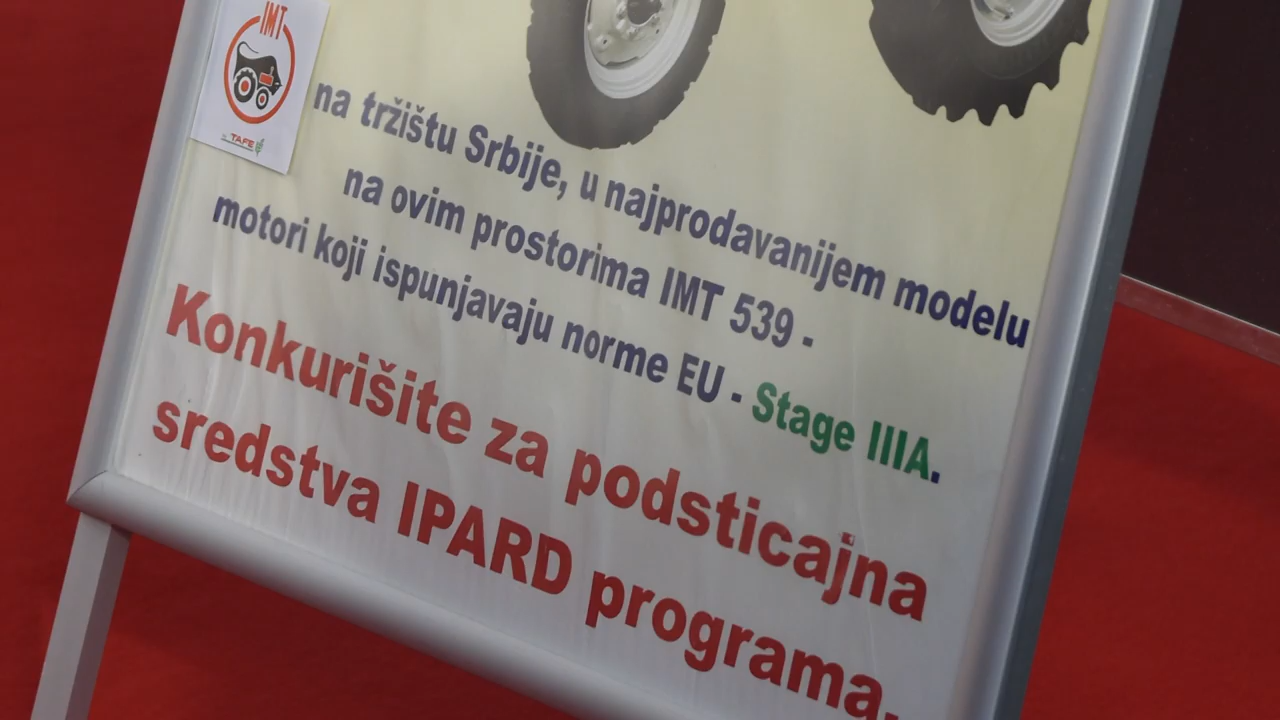 IMT
by TAFE
na tržištu Srbije, u najprodavanijem modelu
na ovim prostorima IMT 539 -
motori koji ispunjavaju norme EU - Stage IIIA.
Konkurišite za podsticajna
sredstva IPARD programa.